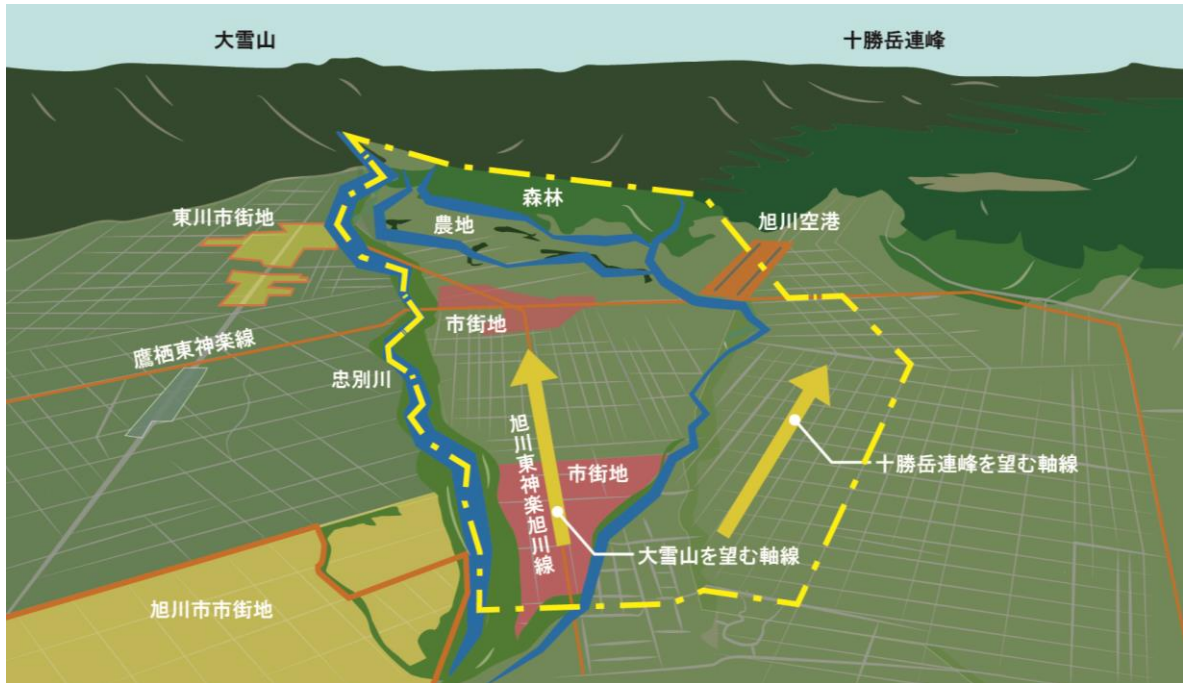 大雪山
十勝岳連峰
森林
東川市街地
農地
旭川空港
市街地
鷹栖東神楽線
忠別川
旭川東神楽旭川線
市街地
十勝岳連峰を望む軸線
大雪山を望む軸線
旭川市市街地